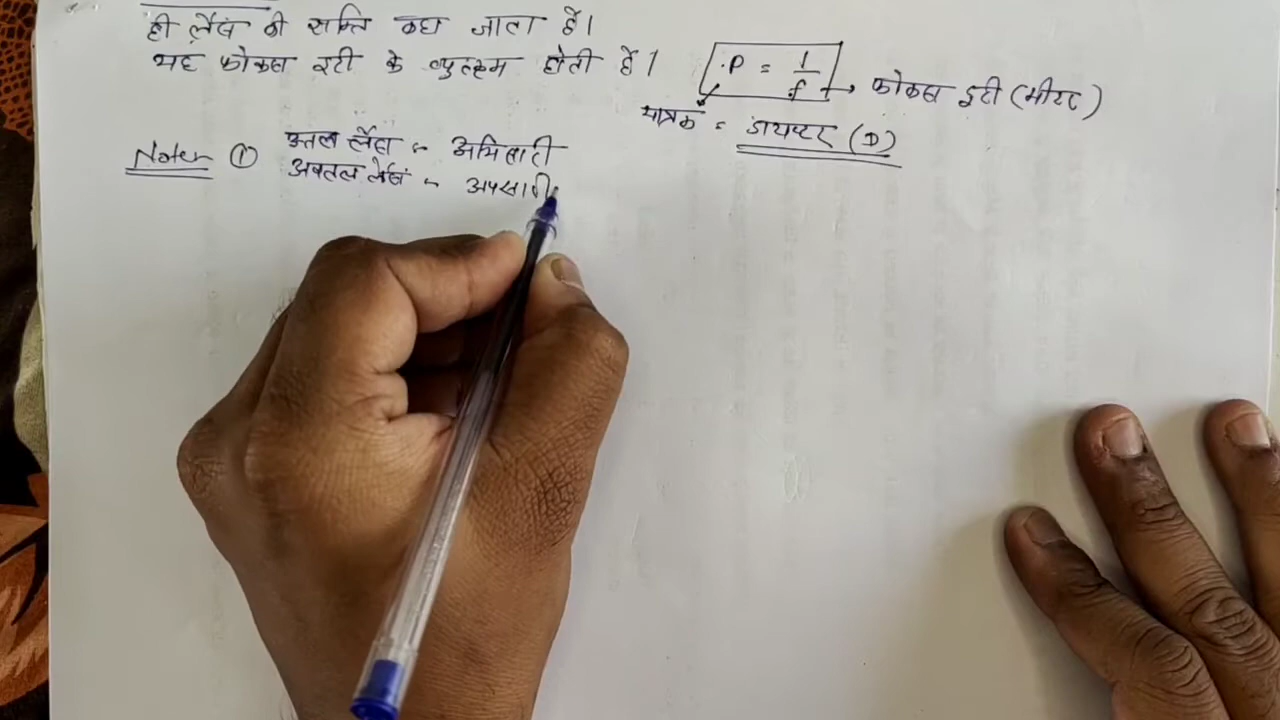 ही लैंस की शक्ति कहा जाता है।
यह फोकस दूरी के व्युत्क्रम होती है।
P = 1/f → फोकस दूरी (मीटर)
मात्रक = डायप्टर (D)
Note:- ① उत्तल लैंस :- अभिसारी
अवतल लैंस :- अपसारी